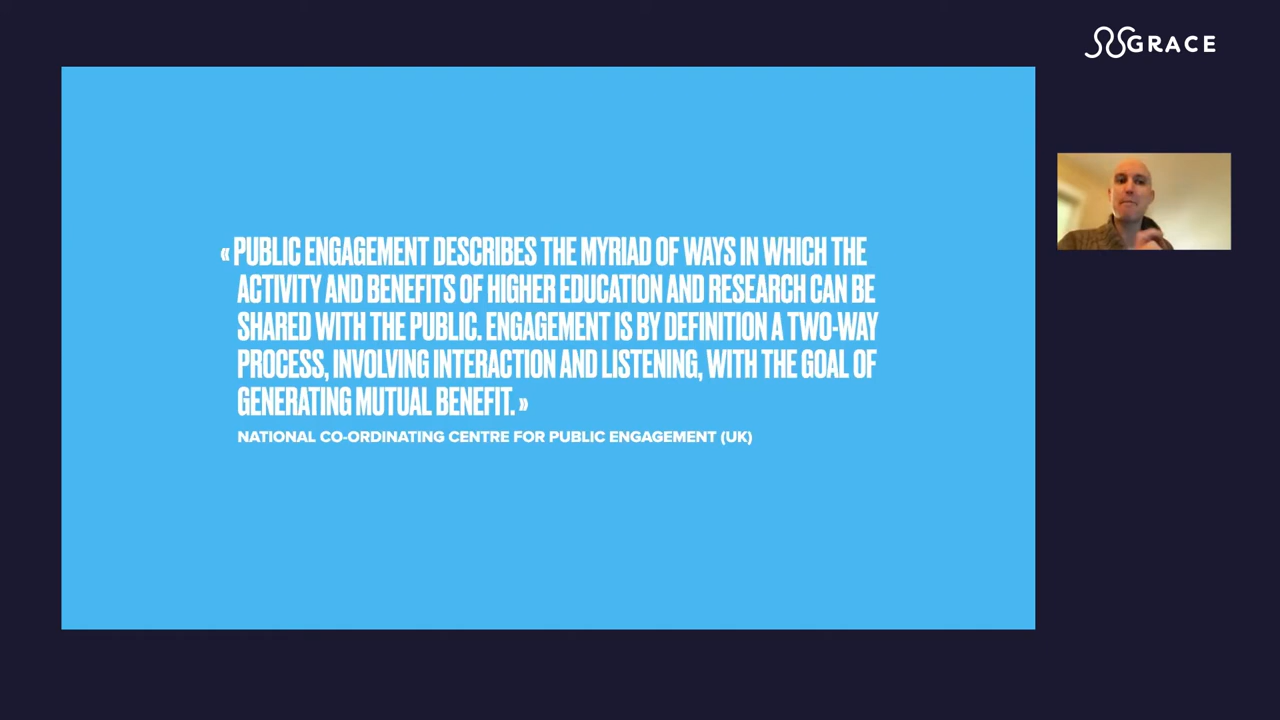 GRACE
« PUBLIC ENGAGEMENT DESCRIBES THE MYRIAD OF WAYS IN WHICH THE
ACTIVITY AND BENEFITS OF HIGHER EDUCATION AND RESEARCH CAN BE
SHARED WITH THE PUBLIC. ENGAGEMENT IS BY DEFINITION A TWO-WAY
PROCESS, INVOLVING INTERACTION AND LISTENING, WITH THE GOAL OF
GENERATING MUTUAL BENEFIT. »
NATIONAL CO-ORDINATING CENTRE FOR PUBLIC ENGAGEMENT (UK)